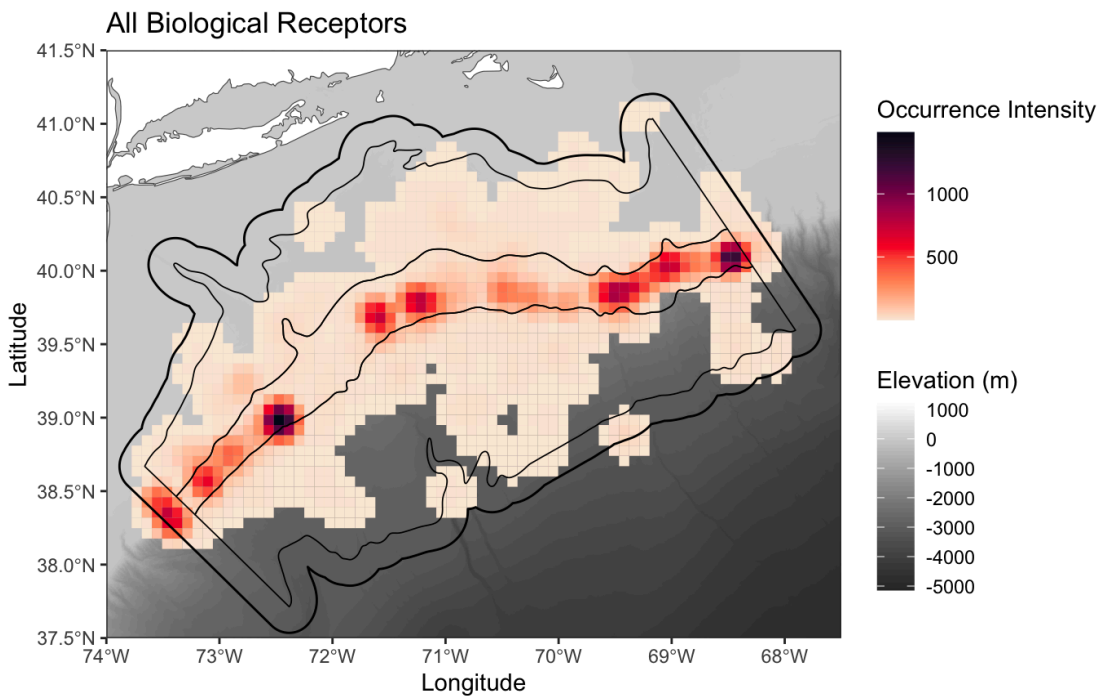 All Biological Receptors
41.5°N
41.0°N
40.5°N
40.0°N
39.5°N
39.0°N
38.5°N
38.0°N
37.5°N
Latitude
74°W 73°W 72°W 71°W 70°W 69°W 68°W
Longitude
Occurrence Intensity
1000
500
Elevation (m)
1000
0
-1000
-2000
-3000
-4000
-5000